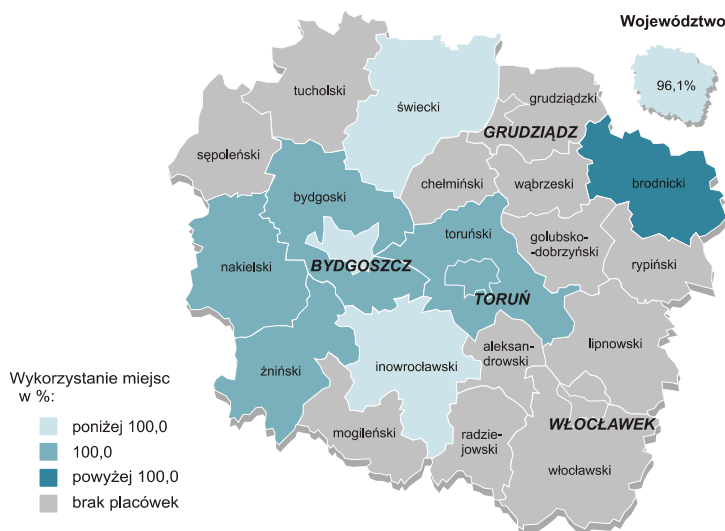 Województwo
96,1%
tucholski
świecki
grudziądzki
GRUDZIĄDZ
sępoleński
chełmiński
wąbrzeski
brodnicki
bydgoski
toruński
golubsko-
dobrzyński
rypiński
nakielski
BYDGOSZCZ
TORUŃ
żniński
inowrocławski
aleksan-
drowski
lipnowski
mogileński
radzie-
jowski
WŁOCŁAWEK
włocławski
Wykorzystanie miejsc
w %:
poniżej 100,0
100,0
powyżej 100,0
brak placówek